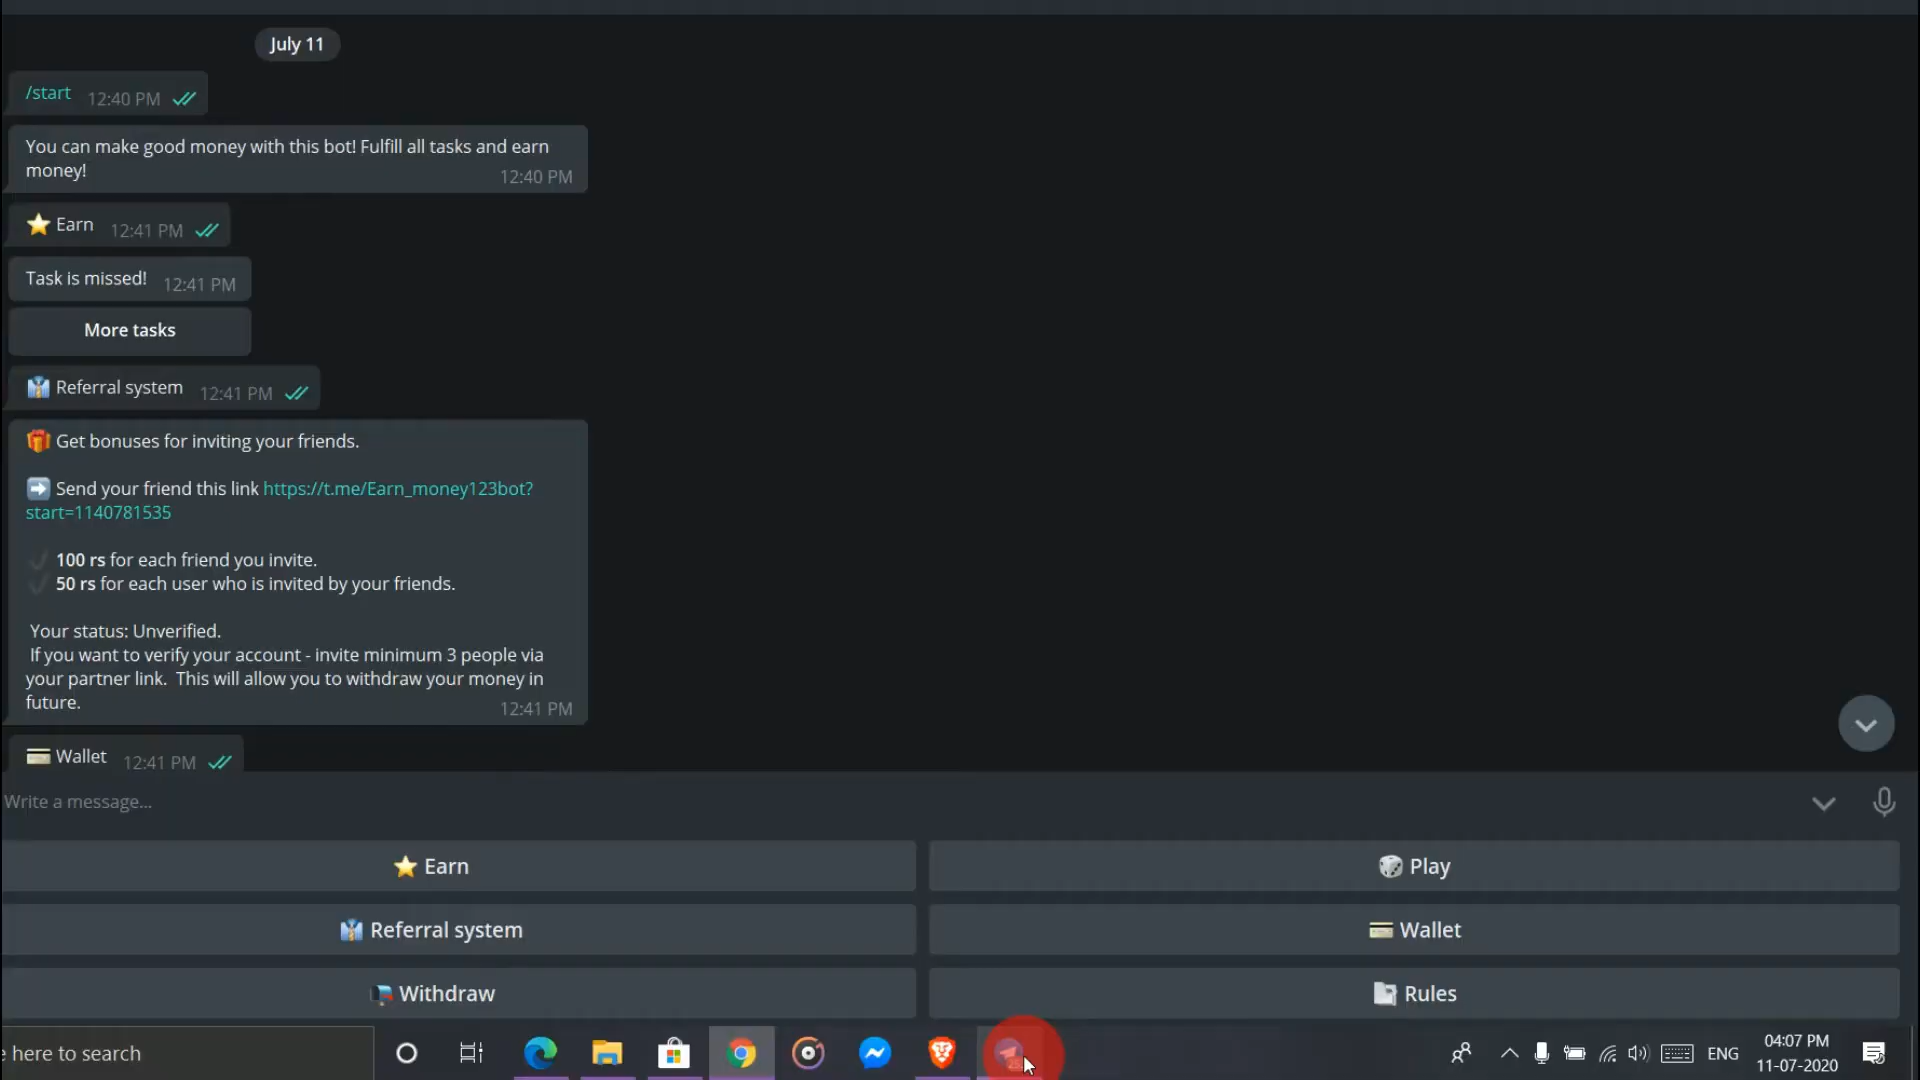 July 11
/start 12:40 PM
You can make good money with this bot! Fulfill all tasks and earn
money!
12:40 PM
Earn 12:41 PM
Task is missed! 12:41 PM
More tasks
Referral system 12:41 PM
Get bonuses for inviting your friends.
Send your friend this link https://t.me/Earn_money123bot?
start=1140781535
100 rs for each friend you invite.
50 rs for each user who is invited by your friends.
Your status: Unverified.
If you want to verify your account - invite minimum 3 people via
your partner link. This will allow you to withdraw your money in
future.
12:41 PM
Wallet 12:41 PM
Write a message...
Earn
Play
Referral system
Wallet
Withdraw
Rules
e here to search
ENG
04:07 PM
11-07-2020